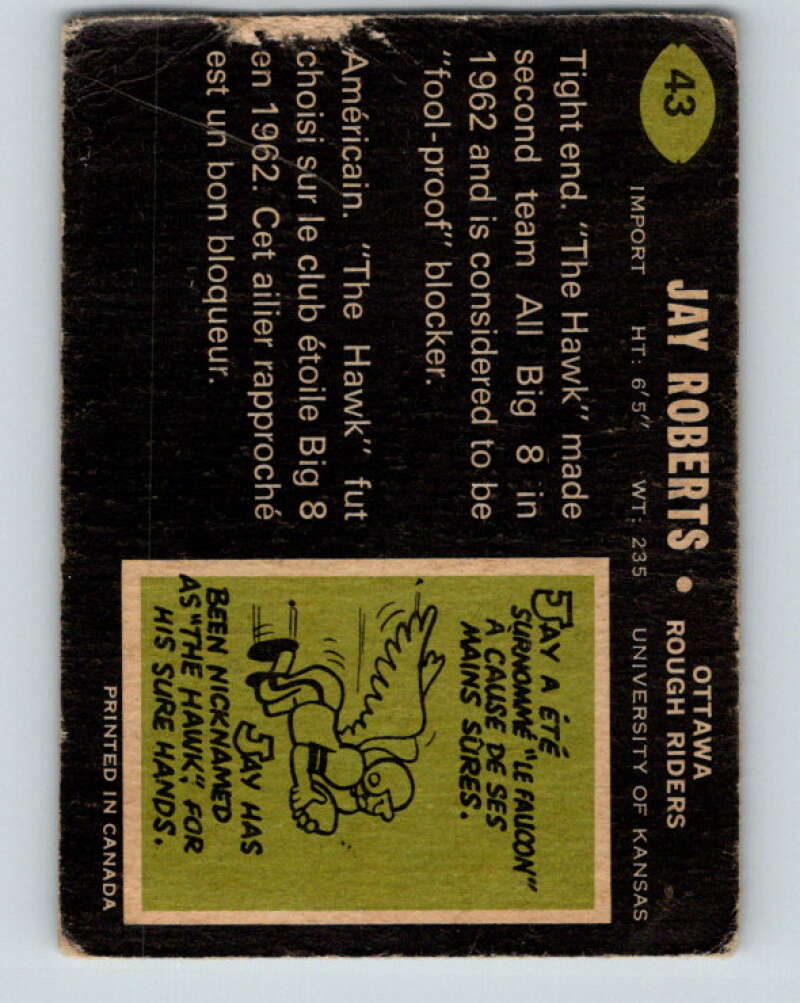 43
JAY ROBERTS •
OTTAWA
ROUGH RIDERS
IMPORT HT: 6'5" WT: 235 UNIVERSITY OF KANSAS
Tight end. "The Hawk" made
second team All Big 8 in
1962 and is considered to be
"fool-proof" blocker.
Américain. "The Hawk" fut
choisi sur le club étoile Big 8
en 1962. Cet ailier rapproché
est un bon bloqueur.
JAY A ÉTÉ
SURNOMMÉ "LE FAUCON"
À CAUSE DE SES
MAINS SÛRES.
JAY HAS
BEEN NICKNAMED
AS "THE HAWK", FOR
HIS SURE HANDS.
PRINTED IN CANADA